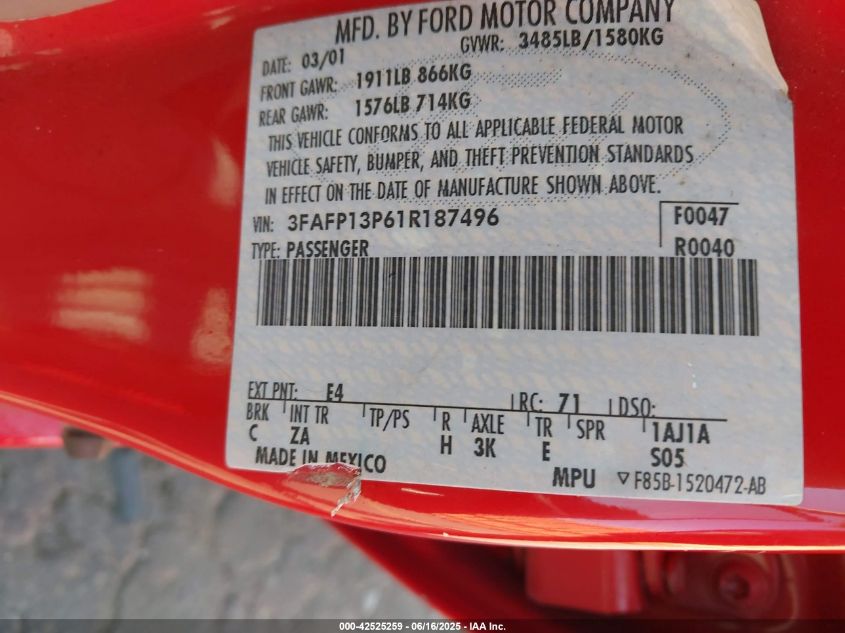 MFD. BY FORD MOTOR COMPANY
DATE: 03/01 GVWR: 3485LB/1580KG
FRONT GAWR: 1911LB 866KG
REAR GAWR: 1576LB 714KG
THIS VEHICLE CONFORMS TO ALL APPLICABLE FEDERAL MOTOR
VEHICLE SAFETY, BUMPER, AND THEFT PREVENTION STANDARDS
IN EFFECT ON THE DATE OF MANUFACTURE SHOWN ABOVE.
VIN: 3FAFP13P61R187496 F0047
TYPE: PASSENGER R0040
EXT PNT: E4 RC: 71 DSO:
BRK INT TR TP/PS R AXLE TR SPR 1AJ1A
C ZA H 3K E S05
MADE IN MEXICO MPU F85B-1520472-AB
000-42525259 - 06/16/2025 - IAA Inc.